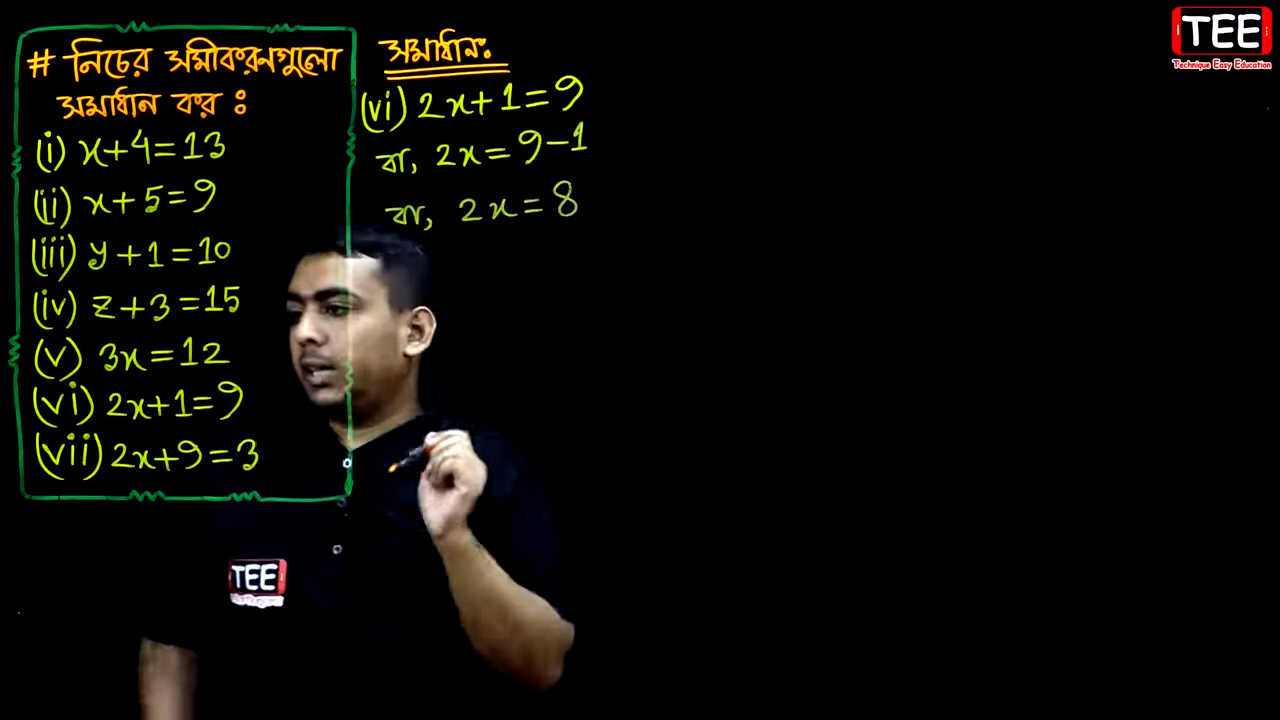 # নিচের সমীকরণগুলো
সমাধান কর :
(i) x+4=13
(ii) x+5=9
(iii) y+1=10
(iv) z+3=15
(v) 3x=12
(vi) 2x+1=9
(vii) 2x+9=3
সমাধান:
(vi) 2x+1=9
বা, 2x=9-1
বা, 2x=8
TEE
Technique Easy Education
TEE